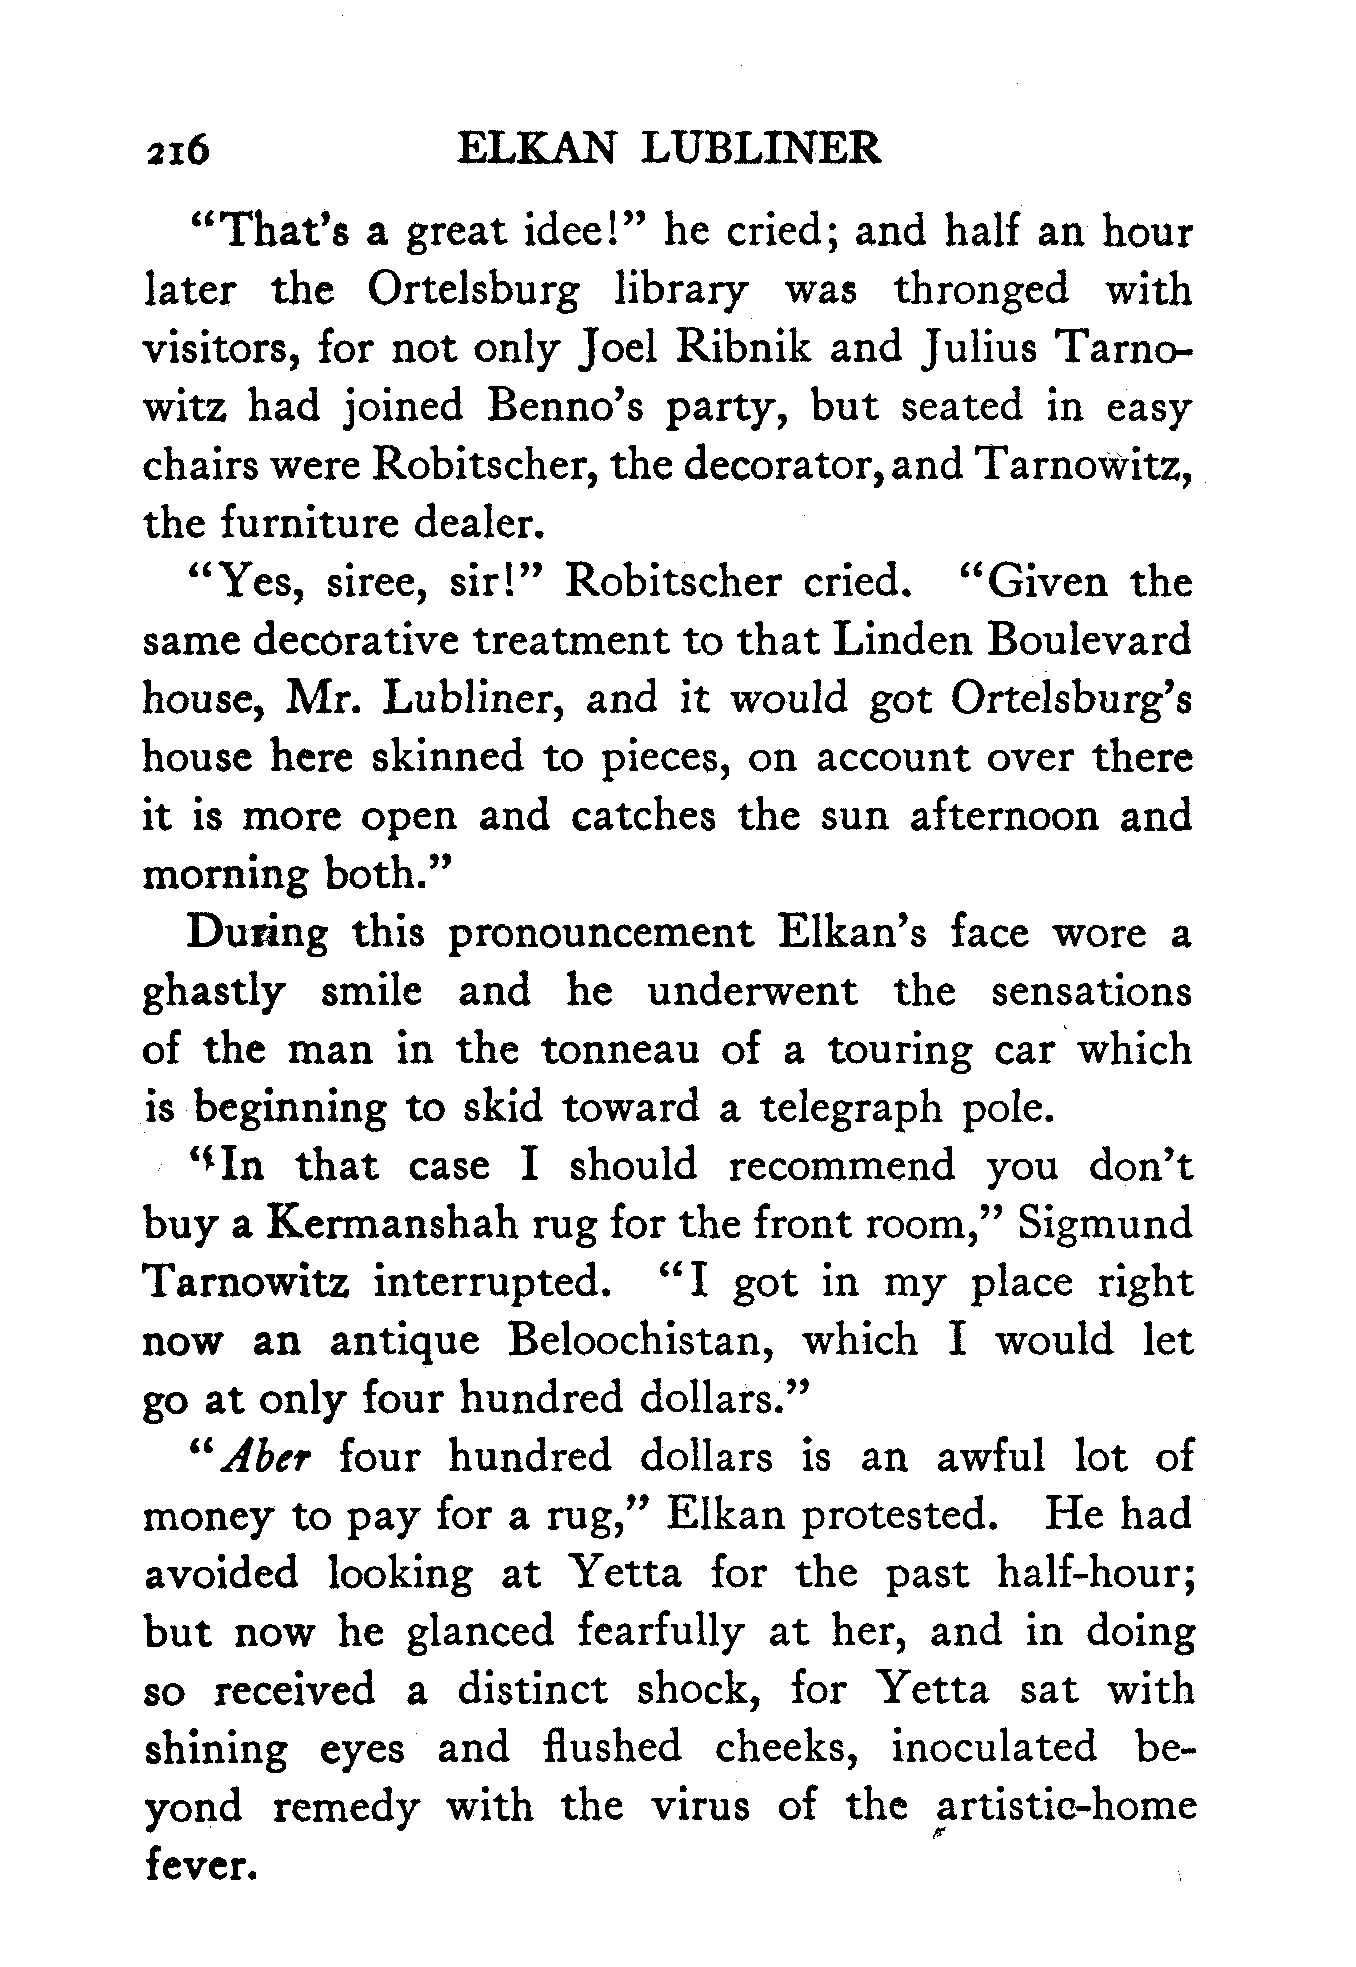 216 ELKAN LUBLINER
"That's a great idee!" he cried; and half an hour
later the Ortelsburg library was thronged with
visitors, for not only Joel Ribnik and Julius Tarno-
witz had joined Benno's party, but seated in easy
chairs were Robitscher, the decorator, and Tarnowitz,
the furniture dealer.
"Yes, siree, sir!" Robitscher cried. "Given the
same decorative treatment to that Linden Boulevard
house, Mr. Lubliner, and it would got Ortelsburg's
house here skinned to pieces, on account over there
it is more open and catches the sun afternoon and
morning both."
During this pronouncement Elkan's face wore a
ghastly smile and he underwent the sensations
of the man in the tonneau of a touring car which
is beginning to skid toward a telegraph pole.
"In that case I should recommend you don't
buy a Kermanshah rug for the front room," Sigmund
Tarnowitz interrupted. "I got in my place right
now an antique Beloochistan, which I would let
go at only four hundred dollars."
"Aber four hundred dollars is an awful lot of
money to pay for a rug," Elkan protested. He had
avoided looking at Yetta for the past half-hour;
but now he glanced fearfully at her, and in doing
so received a distinct shock, for Yetta sat with
shining eyes and flushed cheeks, inoculated be-
yond remedy with the virus of the artistic-home
fever.